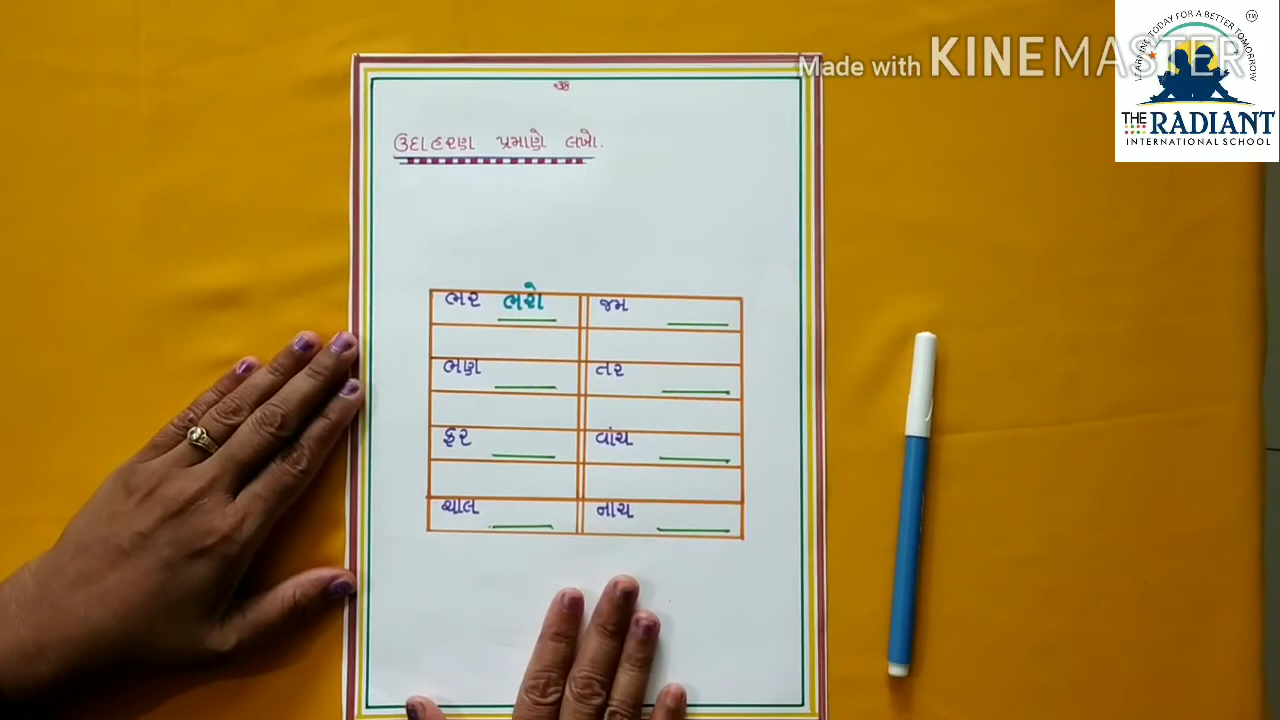 Made with KINEMASTER
LEARNING TODAY FOR A BETTER TOMORROW
TM
THE RADIANT
INTERNATIONAL SCHOOL
ૐ
ઉદાહરણ પ્રમાણે લખો.
ભર ભરો જમ
ભણ તર
ફર વાંચ
ચાલ નાચ